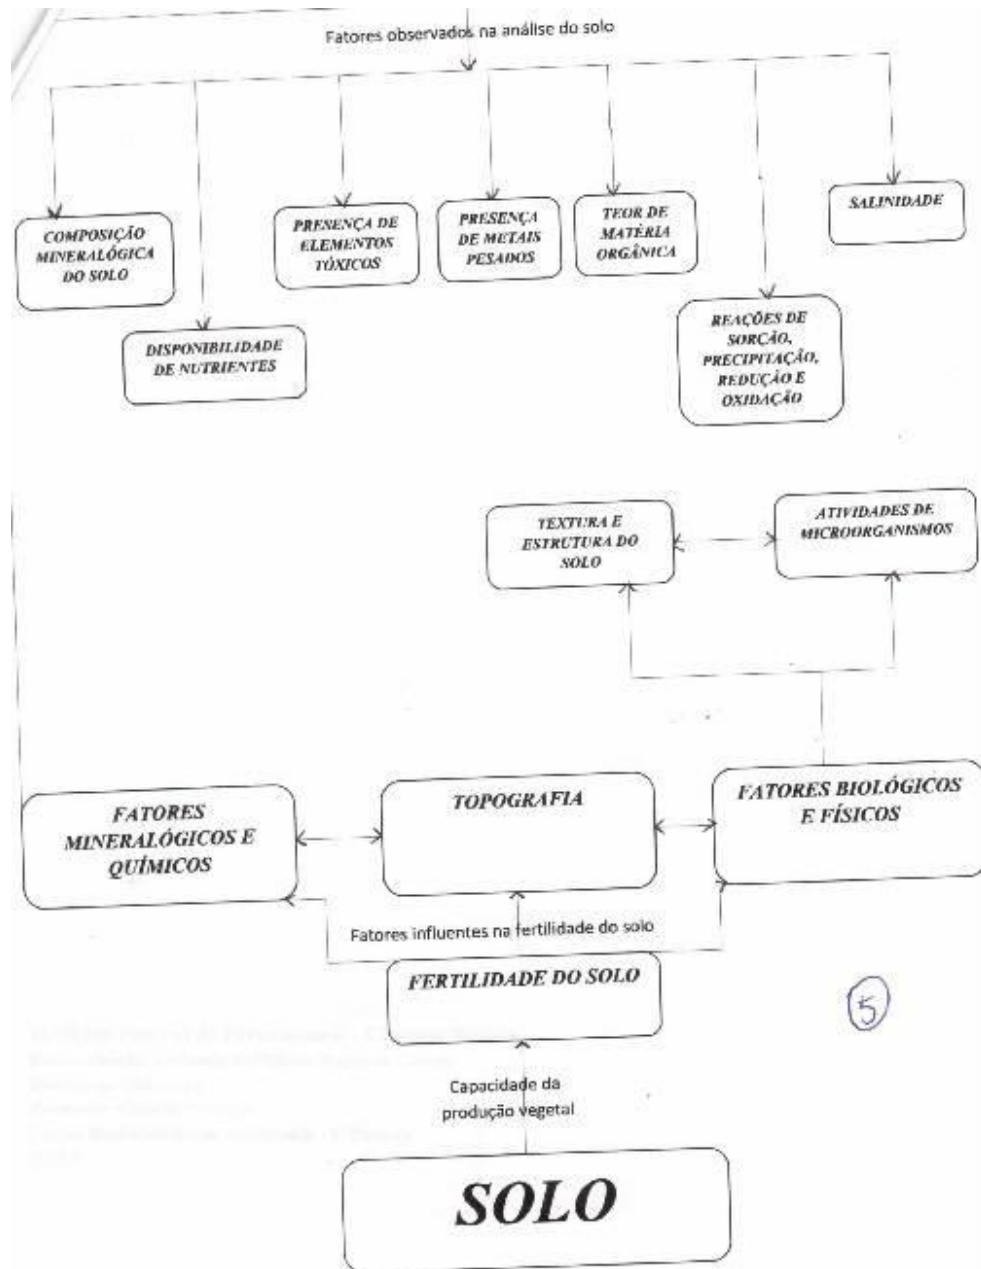 Fatores observados na análise do solo
COMPOSIÇÃO
MINERALÓGICA
DO SOLO
DISPONIBILIDADE
DE NUTRIENTES
PRESENÇA DE
ELEMENTOS
TÓXICOS
PRESENÇA
DE METAIS
PESADOS
TEOR DE
MATÉRIA
ORGÂNICA
REAÇÕES DE
SORÇÃO,
PRECIPITAÇÃO,
REDUÇÃO E
OXIDAÇÃO
SALINIDADE
TEXTURA E
ESTRUTURA DO
SOLO
ATIVIDADES DE
MICROORGANISMOS
FATORES
MINERALÓGICOS E
QUÍMICOS
TOPOGRAFIA
FATORES BIOLÓGICOS
E FÍSICOS
Fatores influentes na fertilidade do solo
FERTILIDADE DO SOLO
5
Capacidade da
produção vegetal
SOLO